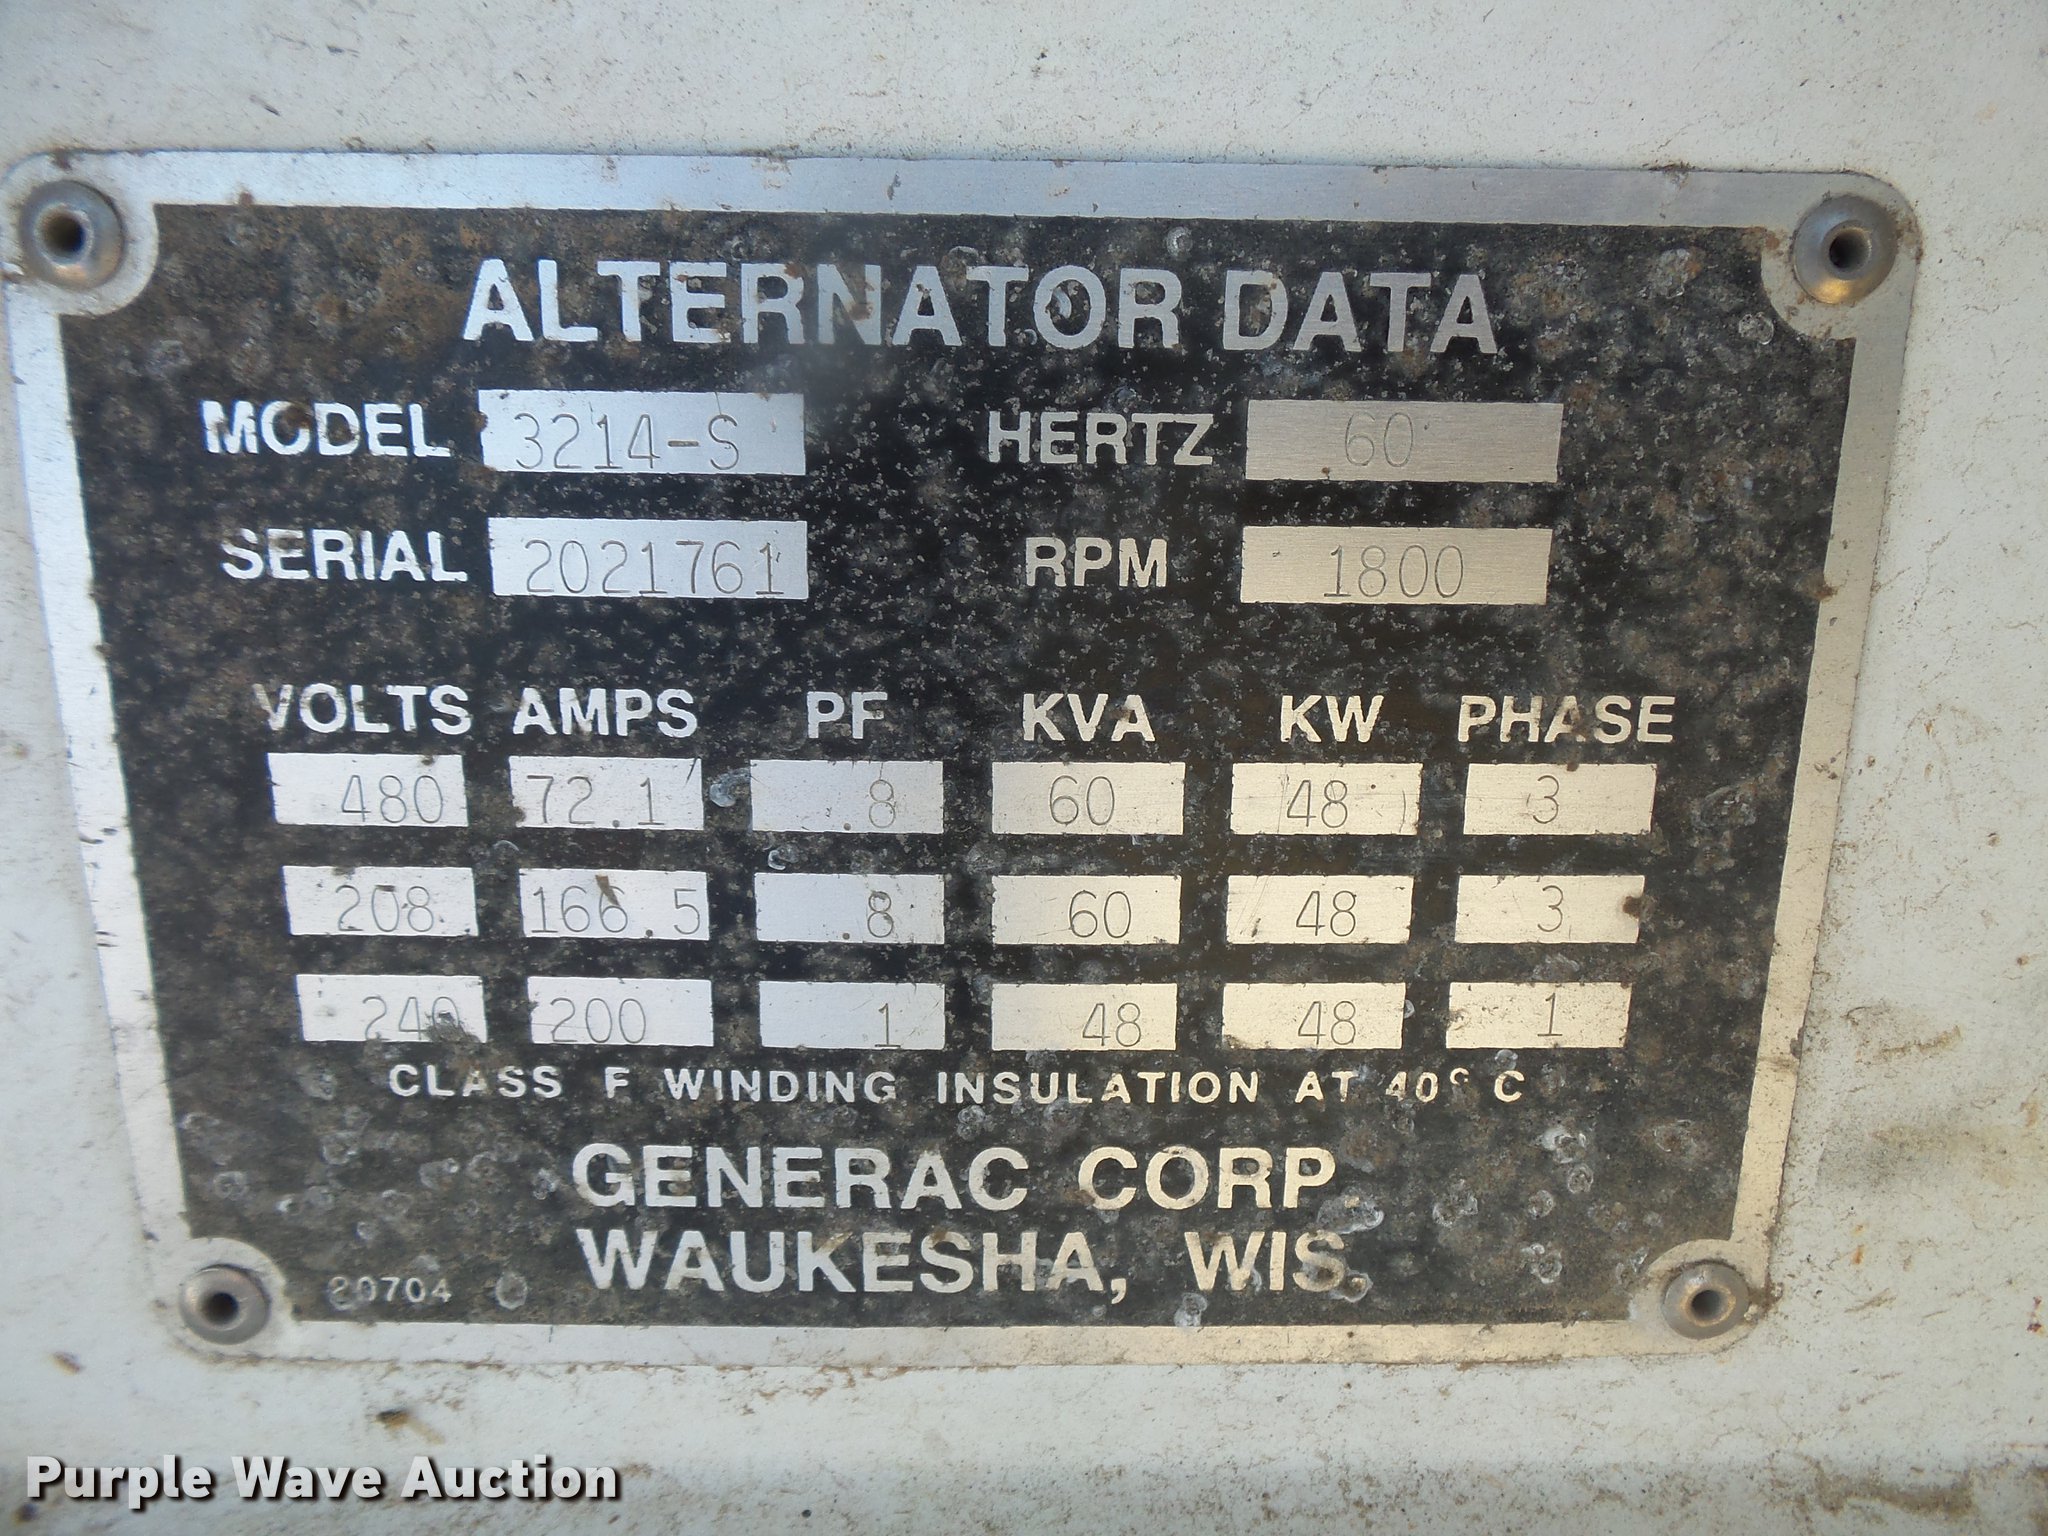 ALTERNATOR DATA
MODEL 3214-S HERTZ 60
SERIAL 2021761 RPM 1800
VOLTS AMPS PF KVA KW PHASE
480 72.1 .8 60 48 3
208 166.5 .8 60 48 3
240 200 1 48 48 1
CLASS F WINDING INSULATION AT 40° C
GENERAC CORP
WAUKESHA, WIS.
80704
Purple Wave Auction